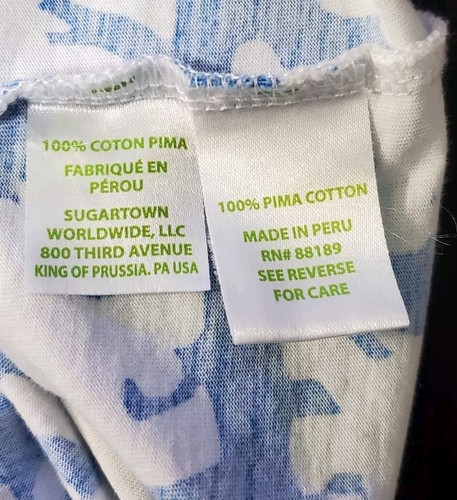 100% COTON PIMA
FABRIQUÉ EN
PÉROU
SUGARTOWN
WORLDWIDE, LLC
800 THIRD AVENUE
KING OF PRUSSIA. PA USA
100% PIMA COTTON
MADE IN PERU
RN# 88189
SEE REVERSE
FOR CARE